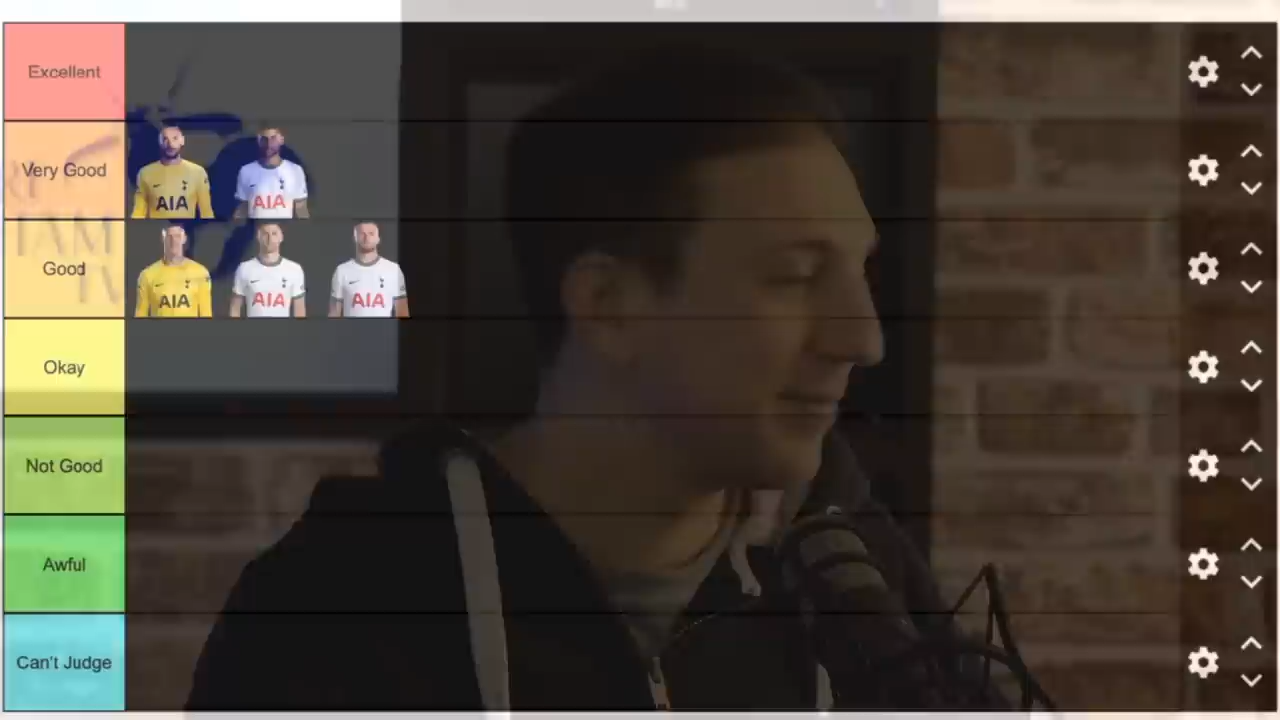 Excellent
Very Good
AIA
AIA
Good
AIA
AIA
AIA
Okay
Not Good
Awful
Can't Judge